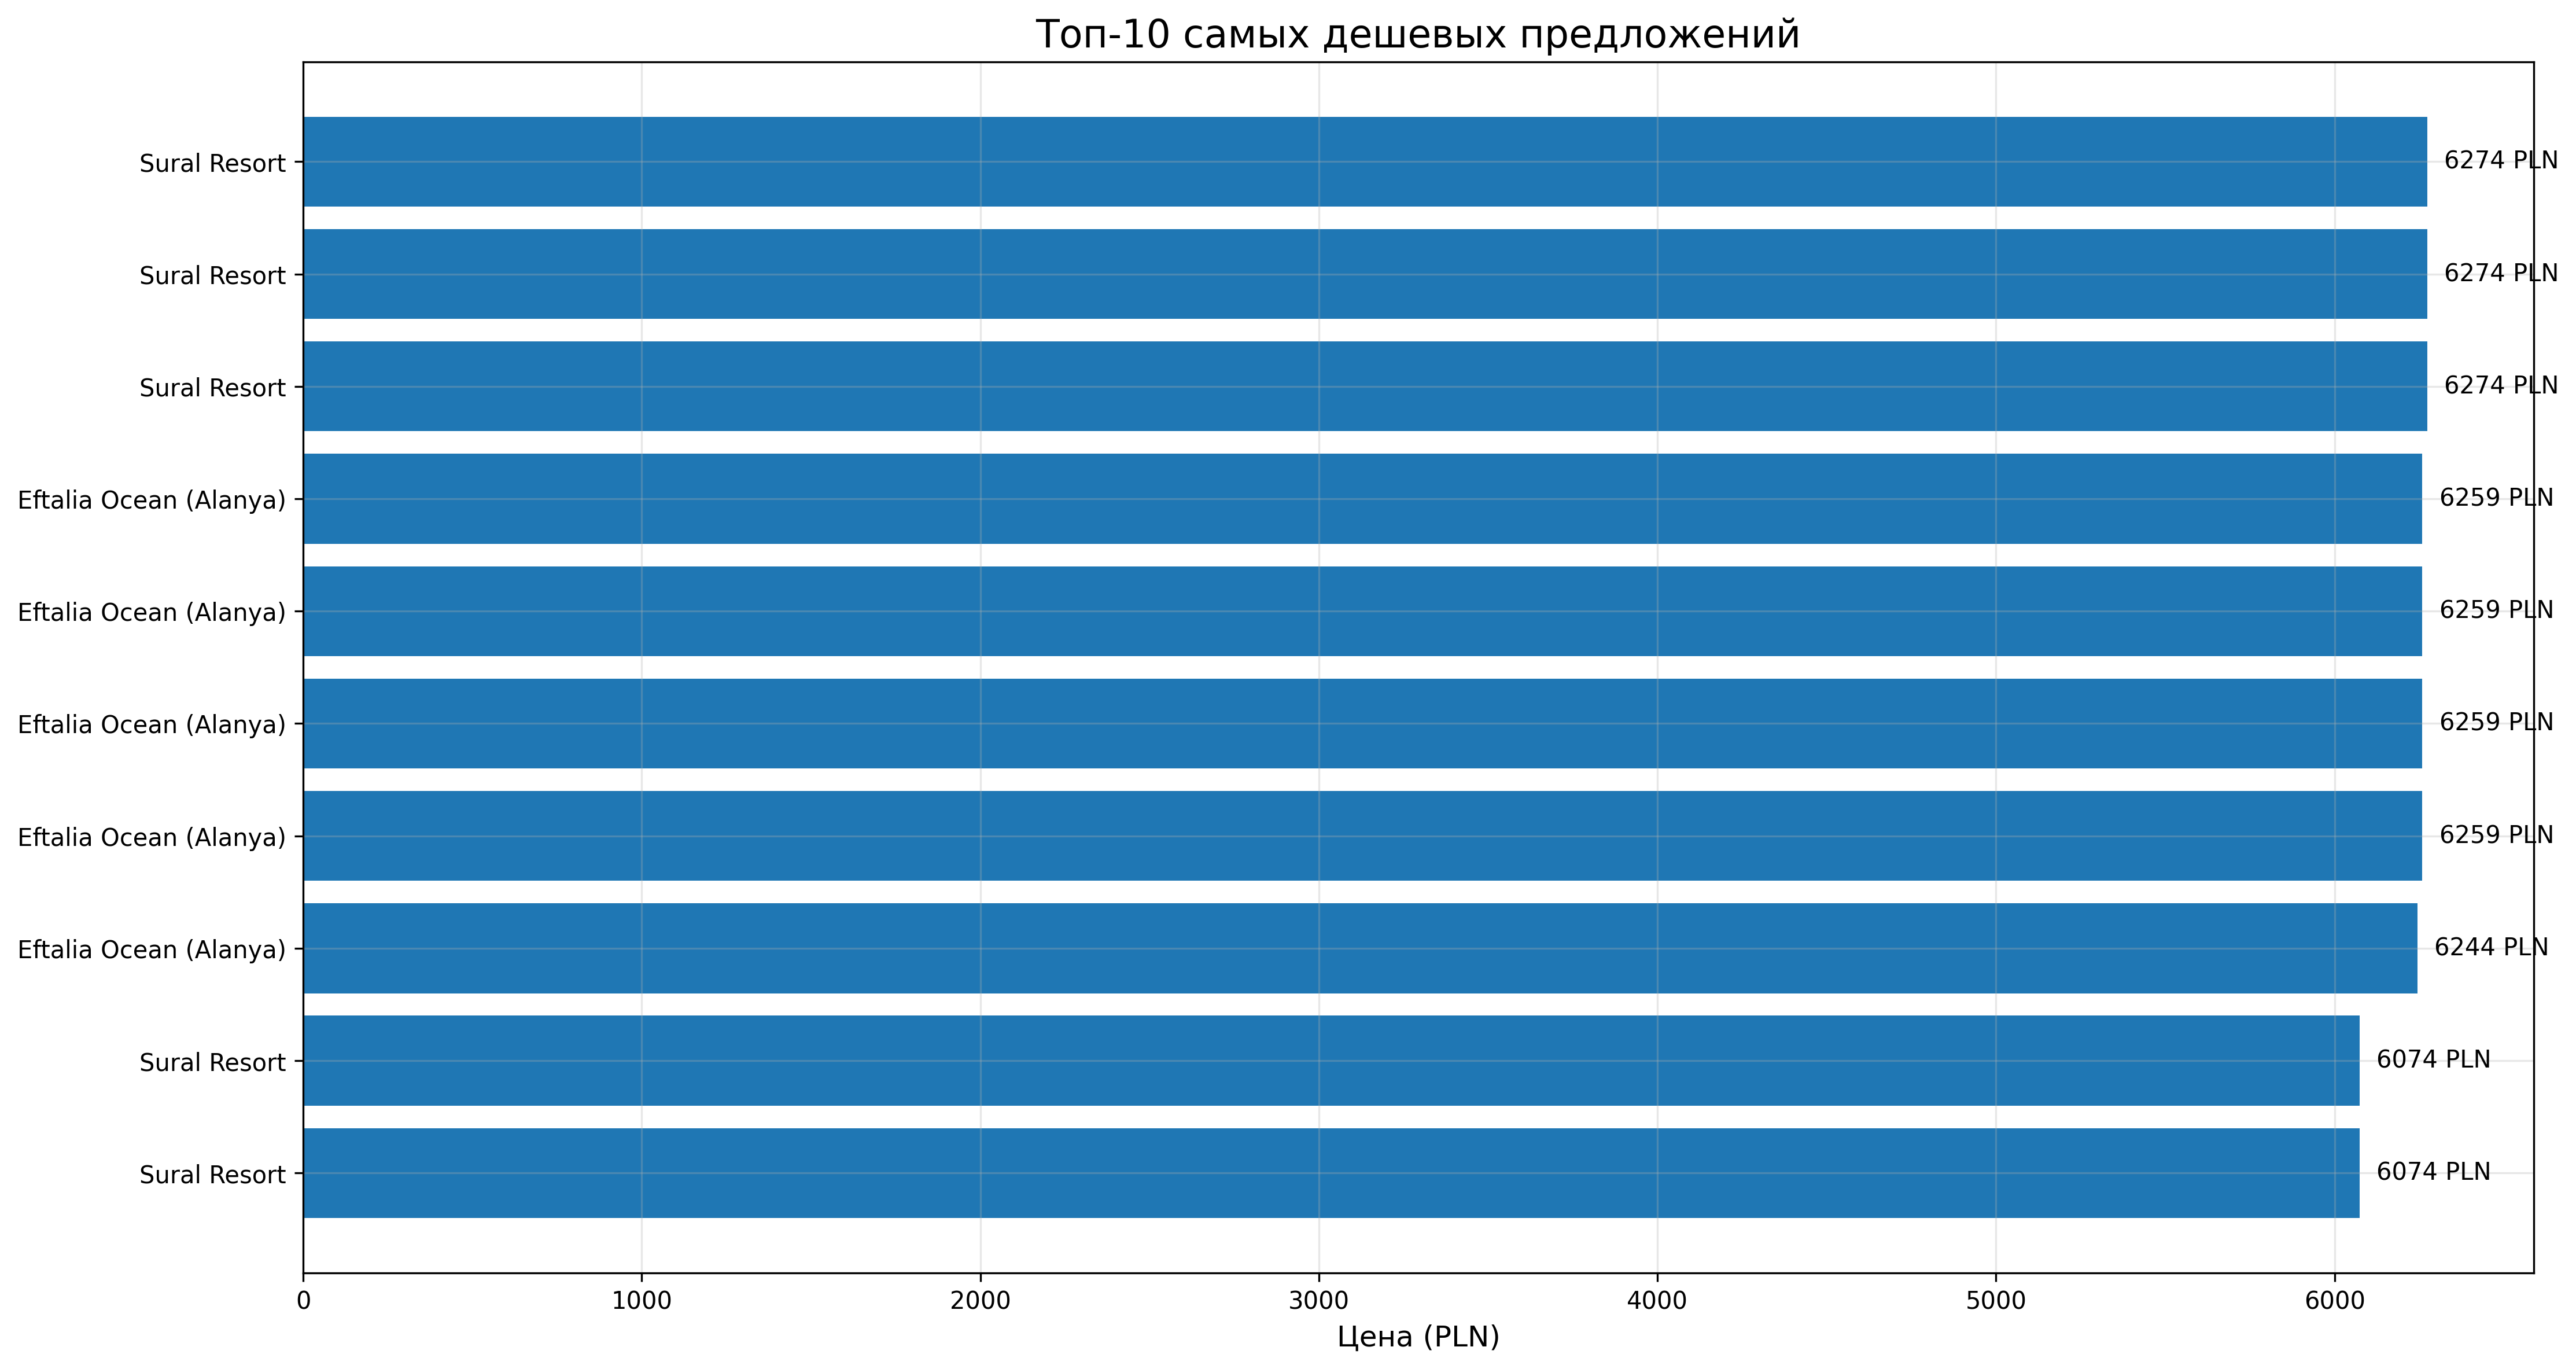 Топ-10 самых дешевых предложений
Sural Resort 6274 PLN
Sural Resort 6274 PLN
Sural Resort 6274 PLN
Eftalia Ocean (Alanya) 6259 PLN
Eftalia Ocean (Alanya) 6259 PLN
Eftalia Ocean (Alanya) 6259 PLN
Eftalia Ocean (Alanya) 6259 PLN
Eftalia Ocean (Alanya) 6244 PLN
Sural Resort 6074 PLN
Sural Resort 6074 PLN
0 1000 2000 3000 4000 5000 6000
Цена (PLN)